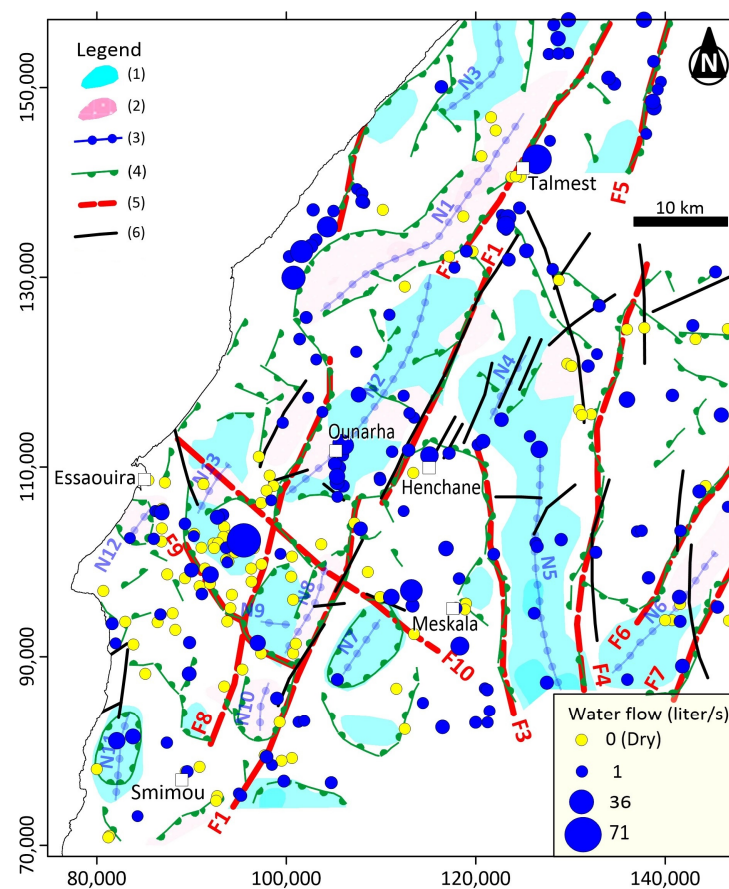 Legend
(1)
(2)
(3)
(4)
(5)
(6)
N
10 km
150,000
130,000
110,000
90,000
70,000
80,000
100,000
120,000
140,000
N3
N1
Talmest
F5
F1
N4
N2
Ounarha
Essaouira
Henchane
N12
F9
N9
N8
N5
N7
Meskala
N6
F6
F10
F4
F7
F8
N10
F3
Smimou
F1
Water flow (liter/s)
0 (Dry)
1
36
71